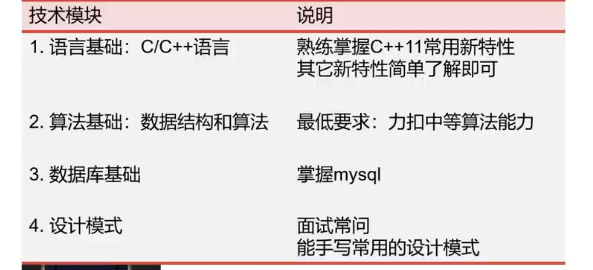 技术模块 说明
1. 语言基础：C/C++语言 熟练掌握C++11常用新特性
其它新特性简单了解即可
2. 算法基础：数据结构和算法 最低要求：力扣中等算法能力
3. 数据库基础 掌握mysql
4. 设计模式 面试常问
能手写常用的设计模式